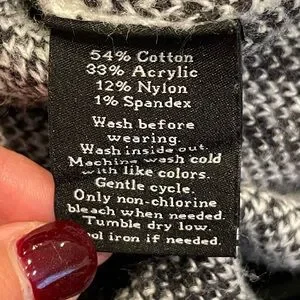 54% Cotton
33% Acrylic
12% Nylon
1% Spandex
Wash before
wearing.
Wash inside out.
Machine wash cold
with like colors.
Gentle cycle.
Only non-chlorine
bleach when needed.
Tumble dry low.
ool iron if needed.